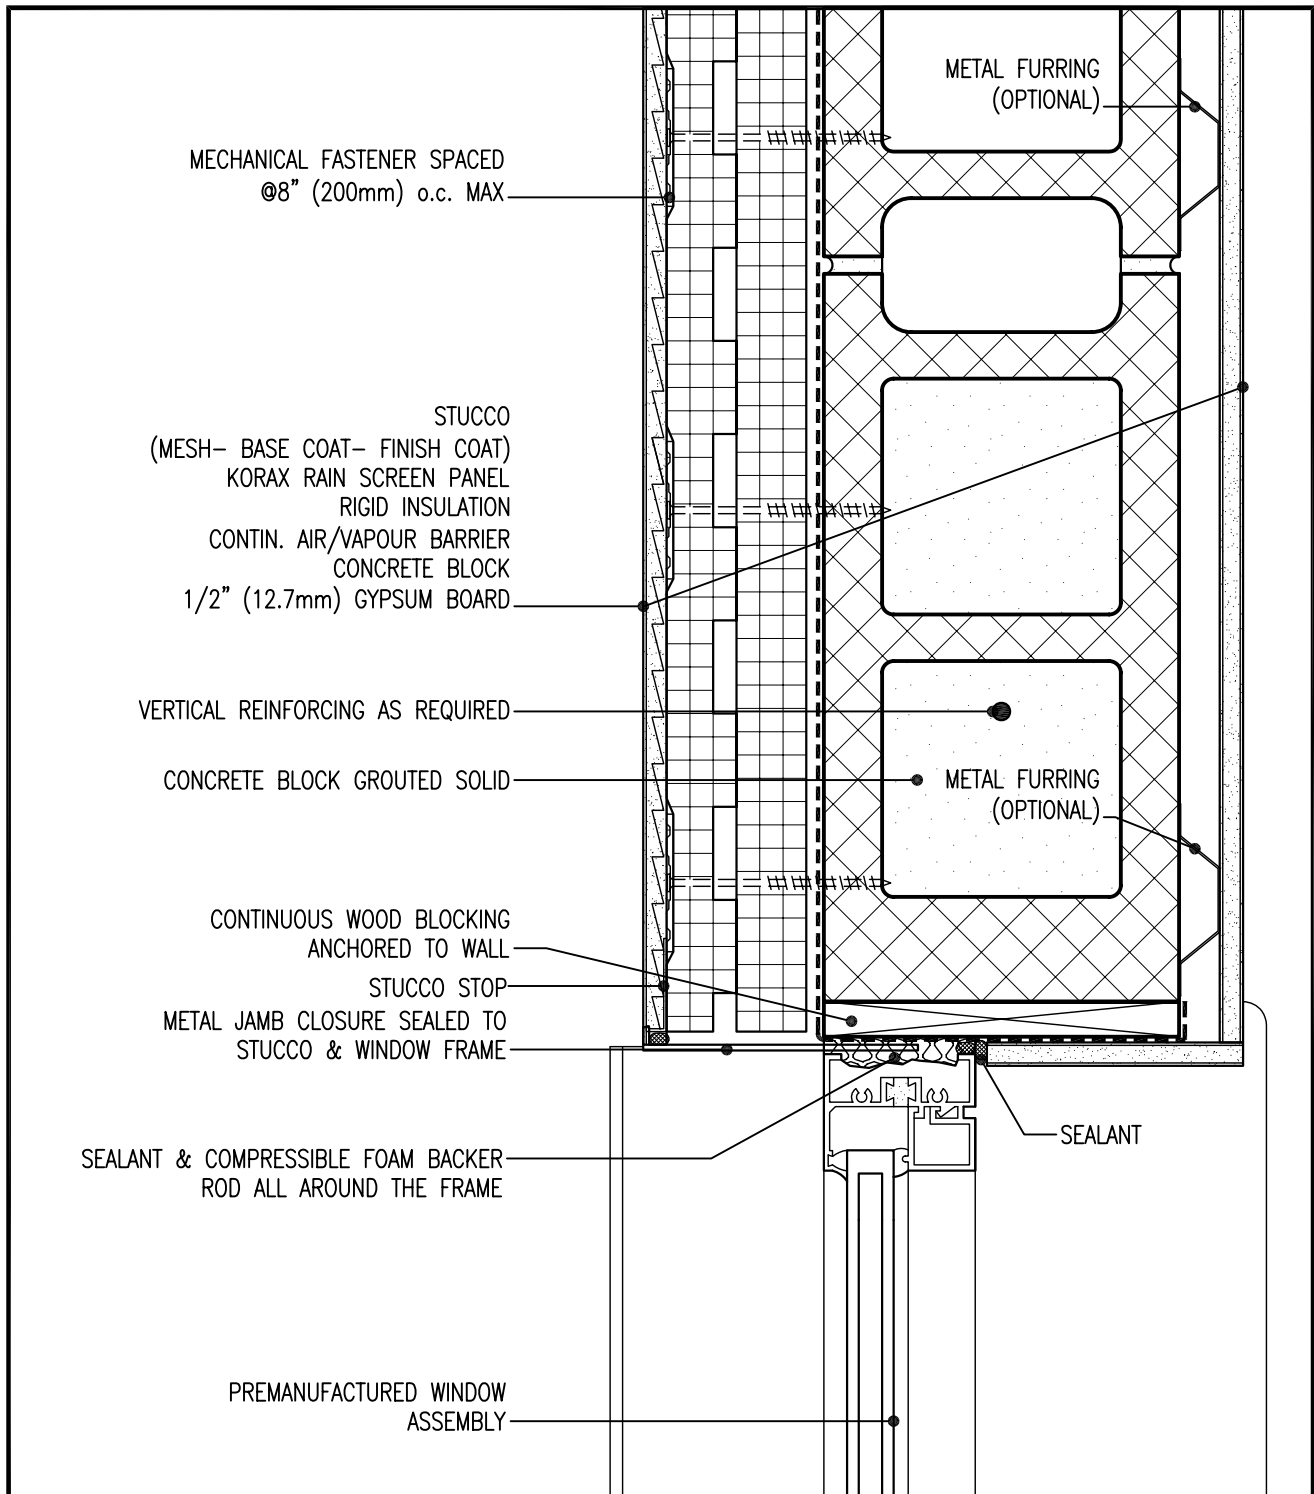 METAL FURRING
(OPTIONAL)
MECHANICAL FASTENER SPACED
@8" (200mm) o.c. MAX
STUCCO
(MESH- BASE COAT- FINISH COAT)
KORAX RAIN SCREEN PANEL
RIGID INSULATION
CONTIN. AIR/VAPOUR BARRIER
CONCRETE BLOCK
1/2" (12.7mm) GYPSUM BOARD
VERTICAL REINFORCING AS REQUIRED
CONCRETE BLOCK GROUTED SOLID
METAL FURRING
(OPTIONAL)
CONTINUOUS WOOD BLOCKING
ANCHORED TO WALL
STUCCO STOP
METAL JAMB CLOSURE SEALED TO
STUCCO & WINDOW FRAME
SEALANT
SEALANT & COMPRESSIBLE FOAM BACKER
ROD ALL AROUND THE FRAME
PREMANUFACTURED WINDOW
ASSEMBLY